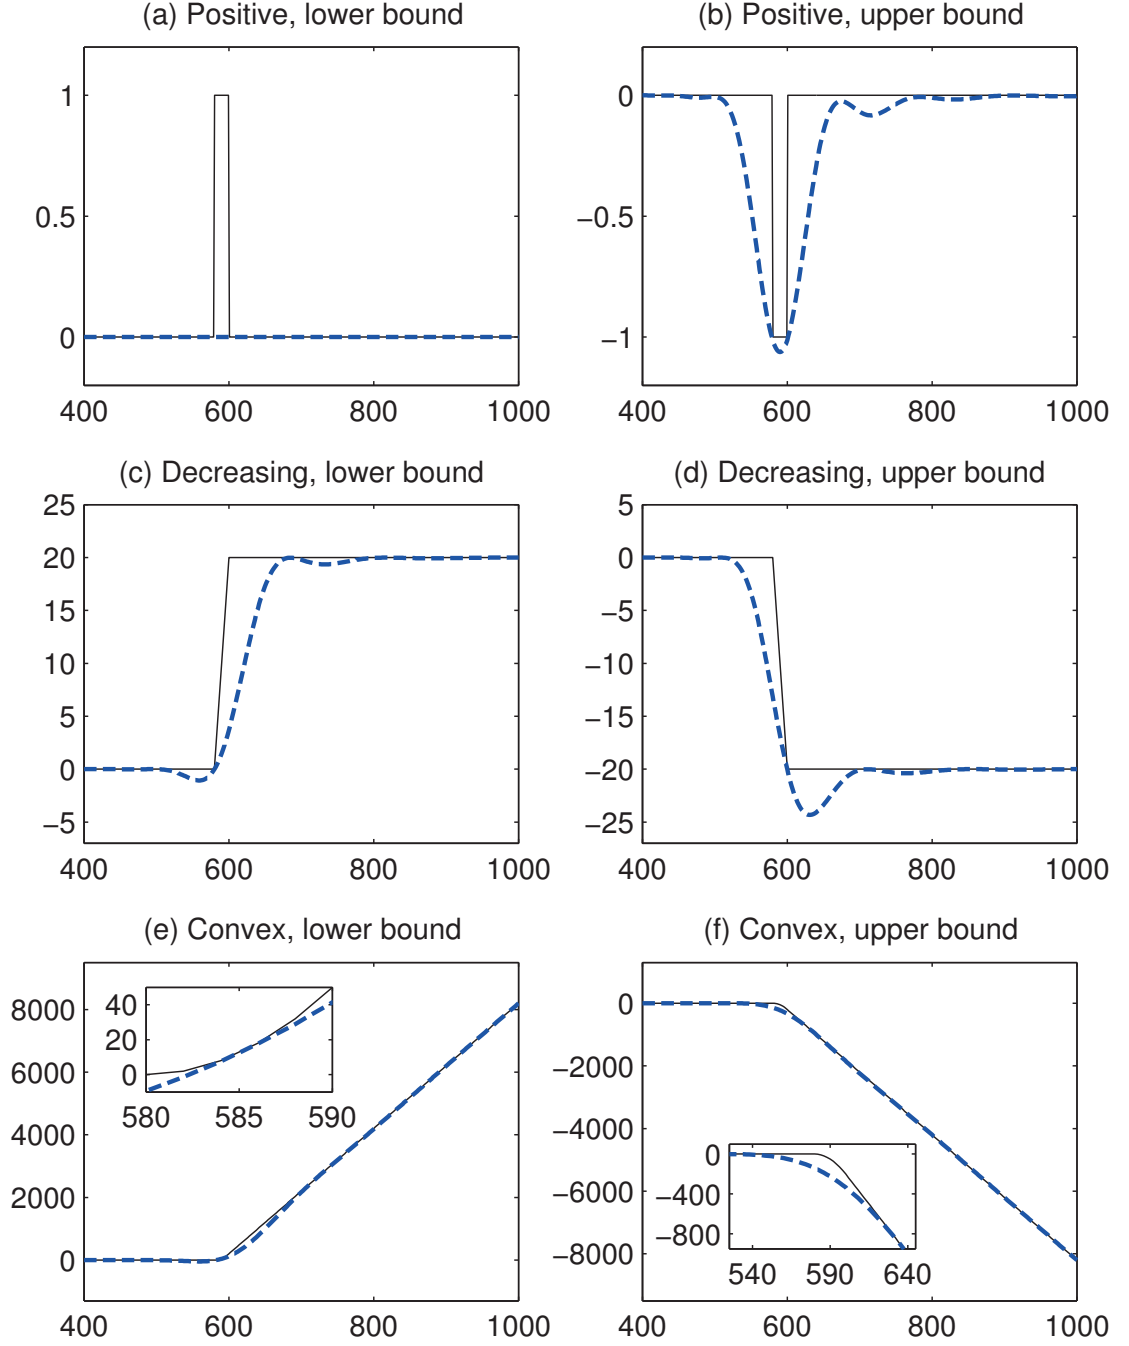 (a) Positive, lower bound
(b) Positive, upper bound
1
0.5
0
400 600 800 1000
0
−0.5
−1
400 600 800 1000
(c) Decreasing, lower bound
(d) Decreasing, upper bound
25
20
15
10
5
0
−5
400 600 800 1000
5
0
−5
−10
−15
−20
−25
400 600 800 1000
(e) Convex, lower bound
(f) Convex, upper bound
8000
6000
4000
2000
0
400 600 800 1000
40
20
0
580 585 590
0
−2000
−4000
−6000
−8000
400 600 800 1000
0
−400
−800
540 590 640